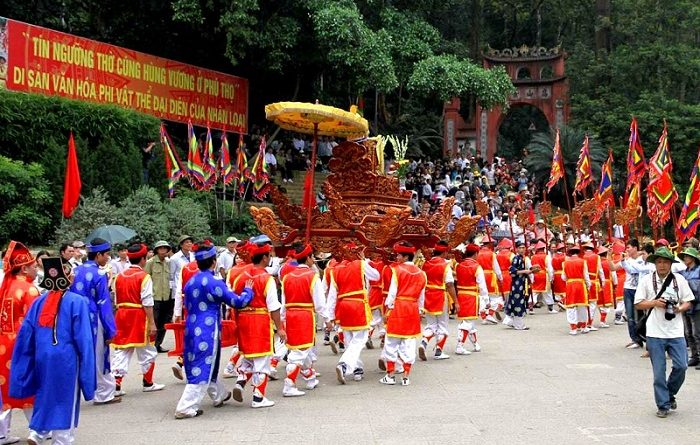 "TÍN NGƯỠNG THỜ CÚNG HÙNG VƯƠNG Ở PHÚ THỌ"
DI SẢN VĂN HÓA PHI VẬT THỂ ĐẠI DIỆN CỦA NHÂN LOẠI